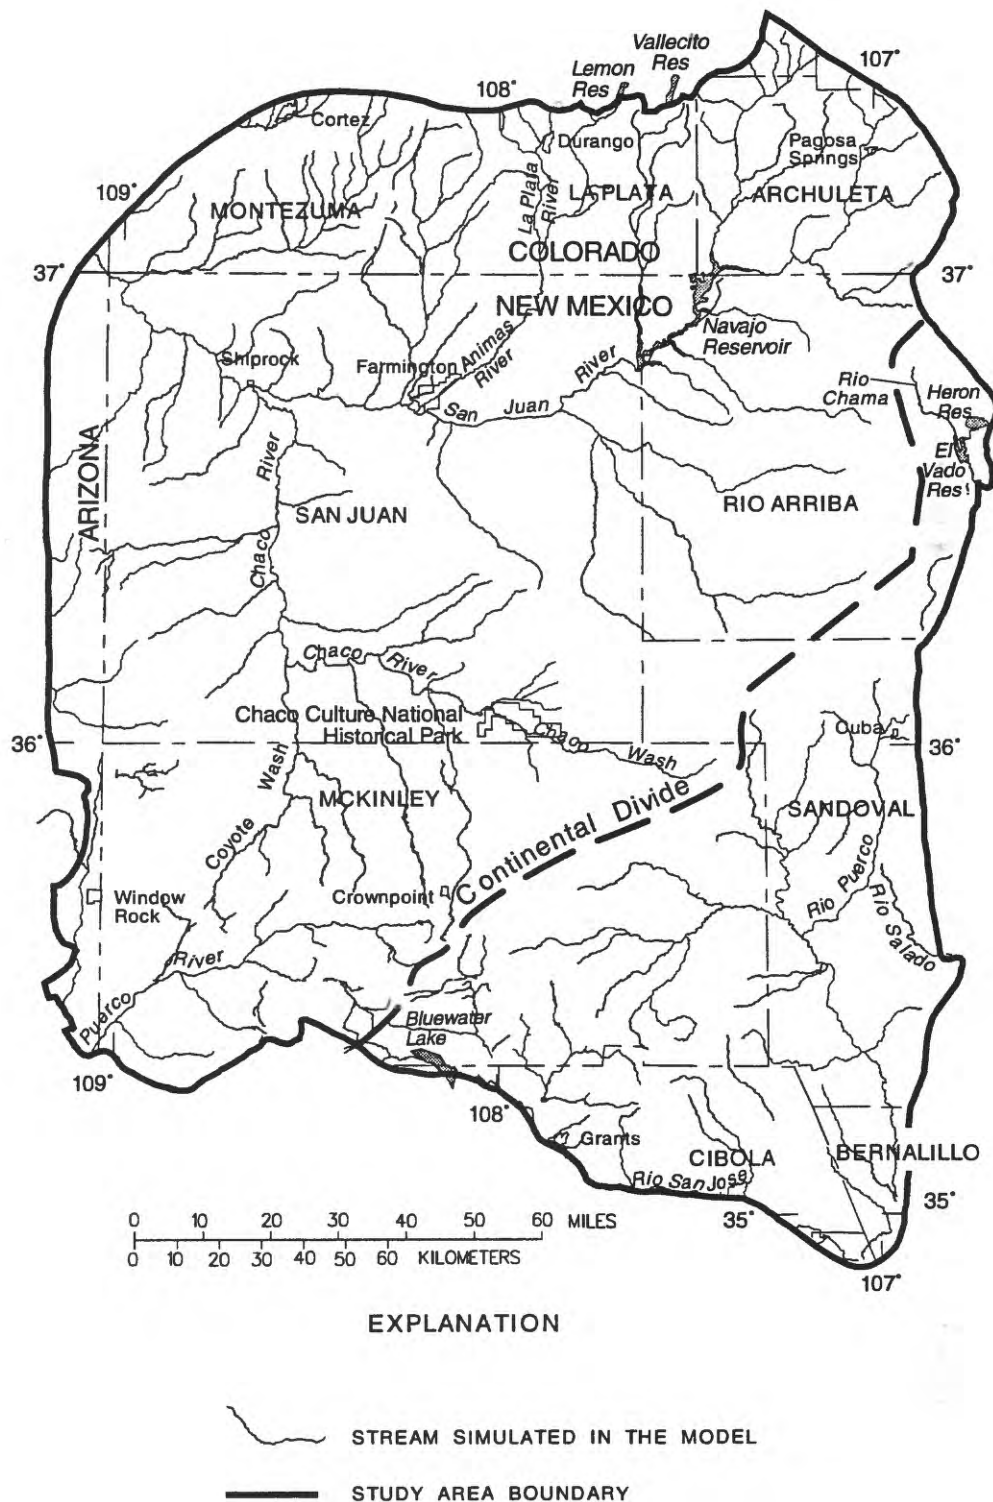 Vallecito
Res
107°
Lemon
Res
108°
Cortez
Durango
Pagosa
Springs
109°
MONTEZUMA
La Plata
River
LA PLATA
ARCHULETA
COLORADO
37°
37°
NEW MEXICO
Navajo
Reservoir
Shiprock
Farmington
Animas
River
River
San Juan
Rio
Chama
Heron
Res
El
Vado
Res
ARIZONA
River
Chaco
SAN JUAN
RIO ARRIBA
Chaco River
Chaco Culture National
Historical Park
Chaco Wash
Cuba
36°
36°
Wash
Coyote
MCKINLEY
Continental Divide
SANDOVAL
Window
Rock
Crownpoint
Rio Puerco
Rio Salado
River
Puerco
Bluewater
Lake
109°
108°
Grants
CIBOLA
BERNALILLO
Rio San Jose
35°
35°
107°
0 10 20 30 40 50 60 MILES
0 10 20 30 40 50 60 KILOMETERS
EXPLANATION
STREAM SIMULATED IN THE MODEL
STUDY AREA BOUNDARY